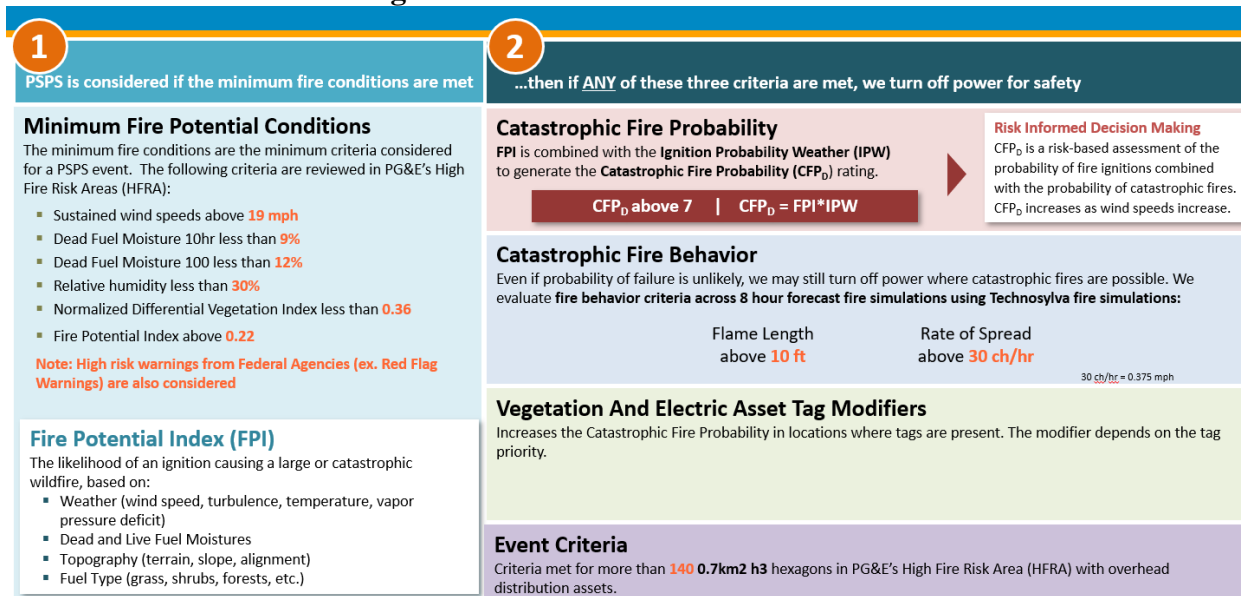 1
PSPS is considered if the minimum fire conditions are met
Minimum Fire Potential Conditions
The minimum fire conditions are the minimum criteria considered
for a PSPS event. The following criteria are reviewed in PG&E's High
Fire Risk Areas (HFRA):
▪ Sustained wind speeds above 19 mph
▪ Dead Fuel Moisture 10hr less than 9%
▪ Dead Fuel Moisture 100 less than 12%
▪ Relative humidity less than 30%
▪ Normalized Differential Vegetation Index less than 0.36
▪ Fire Potential Index above 0.22
Note: High risk warnings from Federal Agencies (ex. Red Flag
Warnings) are also considered
Fire Potential Index (FPI)
The likelihood of an ignition causing a large or catastrophic
wildfire, based on:
▪ Weather (wind speed, turbulence, temperature, vapor
pressure deficit)
▪ Dead and Live Fuel Moistures
▪ Topography (terrain, slope, alignment)
▪ Fuel Type (grass, shrubs, forests, etc.)
2
...then if ANY of these three criteria are met, we turn off power for safety
Catastrophic Fire Probability
FPI is combined with the Ignition Probability Weather (IPW)
to generate the Catastrophic Fire Probability (CFPD) rating.
CFPD above 7 | CFPD = FPI*IPW
Risk Informed Decision Making
CFPD is a risk-based assessment of the
probability of fire ignitions combined
with the probability of catastrophic fires.
CFPD increases as wind speeds increase.
Catastrophic Fire Behavior
Even if probability of failure is unlikely, we may still turn off power where catastrophic fires are possible. We
evaluate fire behavior criteria across 8 hour forecast fire simulations using Technosylva fire simulations:
Flame Length
above 10 ft
Rate of Spread
above 30 ch/hr
30 ch/hr = 0.375 mph
Vegetation And Electric Asset Tag Modifiers
Increases the Catastrophic Fire Probability in locations where tags are present. The modifier depends on the tag
priority.
Event Criteria
Criteria met for more than 140 0.7km2 h3 hexagons in PG&E's High Fire Risk Area (HFRA) with overhead
distribution assets.